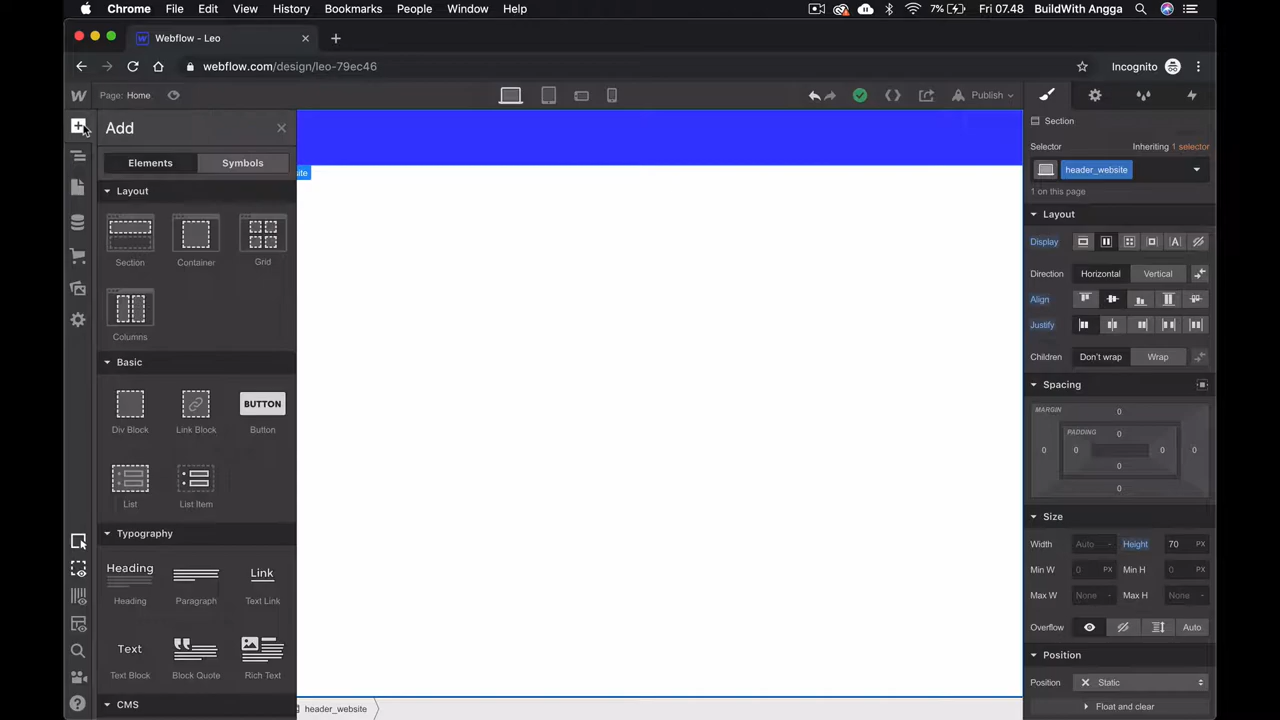 Chrome File Edit View History Bookmarks People Window Help 7% Fri 07.48 BuildWith Angga
Webflow - Leo
webflow.com/design/leo-79ec46 Incognito
Page: Home Publish
Add
Elements Symbols
Layout
Section Container Grid
Columns
Basic
BUTTON
Div Block Link Block Button
List List Item
Typography
Heading Link
Heading Paragraph Text Link
Text
Text Block Block Quote Rich Text
CMS
header_website
Section
Selector Inheriting 1 selector
header_website
1 on this page
Layout
Display
Direction Horizontal Vertical
Align
Justify
Children Don't wrap Wrap
Spacing
MARGIN 0
PADDING 0
0 0 0 0
0
0
Size
Width Auto - Height 70 PX
Min W 0 PX Min H 0 PX
Max W None - Max H None -
Overflow Auto
Position
Position Static
Float and clear